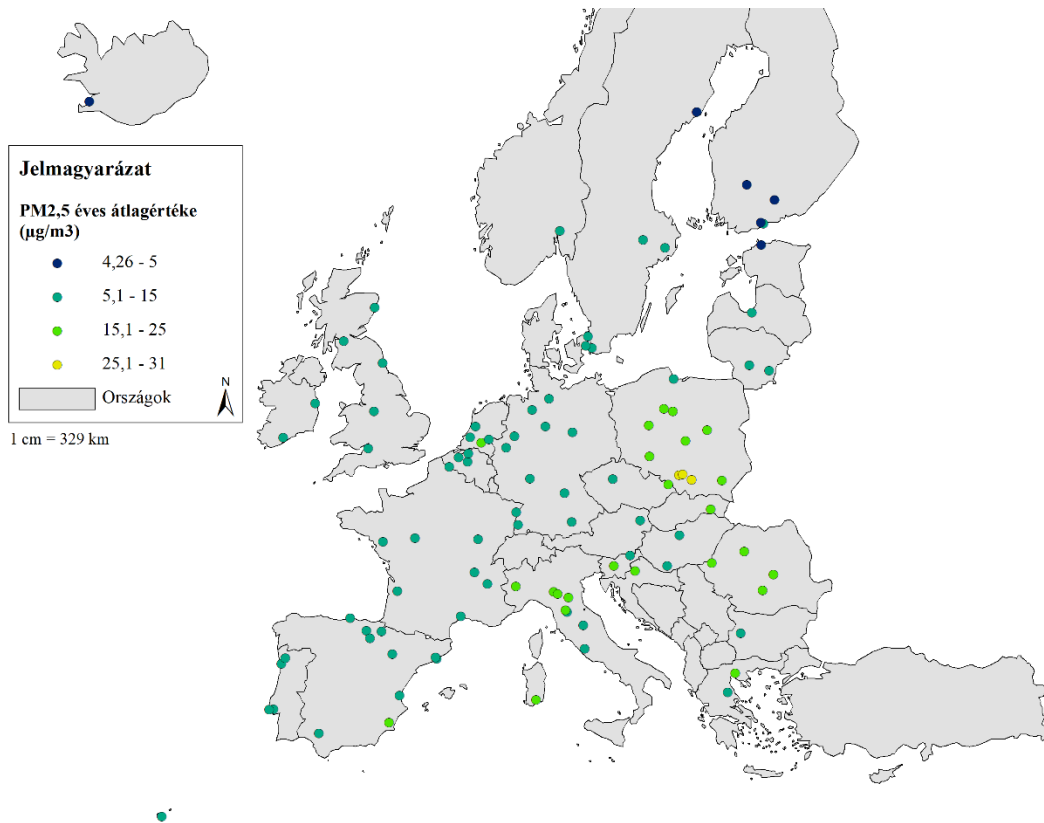 Jelmagyarázat
PM2,5 éves átlagértéke
(µg/m3)
4,26 - 5
5,1 - 15
15,1 - 25
25,1 - 31
Országok
N
1 cm = 329 km